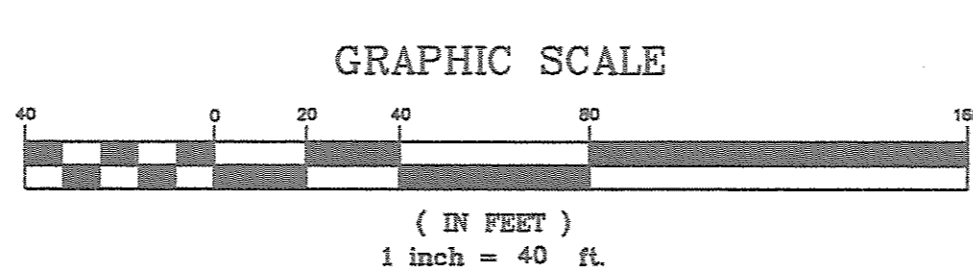 GRAPHIC SCALE
40 0 20 40 80
( IN FEET )
1 inch = 40 ft.